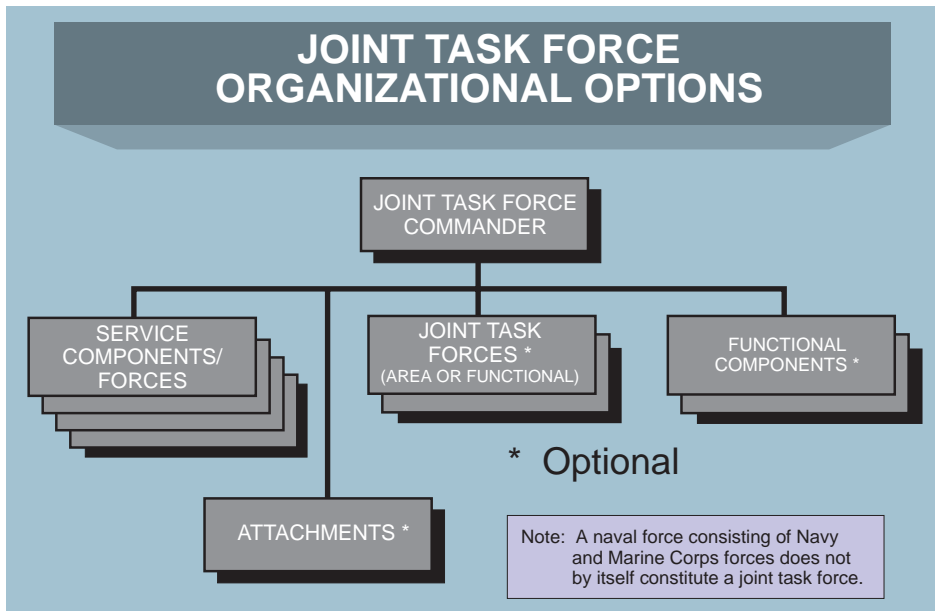 JOINT TASK FORCE
ORGANIZATIONAL OPTIONS
JOINT TASK FORCE
COMMANDER
SERVICE
COMPONENTS/
FORCES
JOINT TASK
FORCES *
(AREA OR FUNCTIONAL)
FUNCTIONAL
COMPONENTS *
* Optional
ATTACHMENTS *
Note: A naval force consisting of Navy
and Marine Corps forces does not
by itself constitute a joint task force.